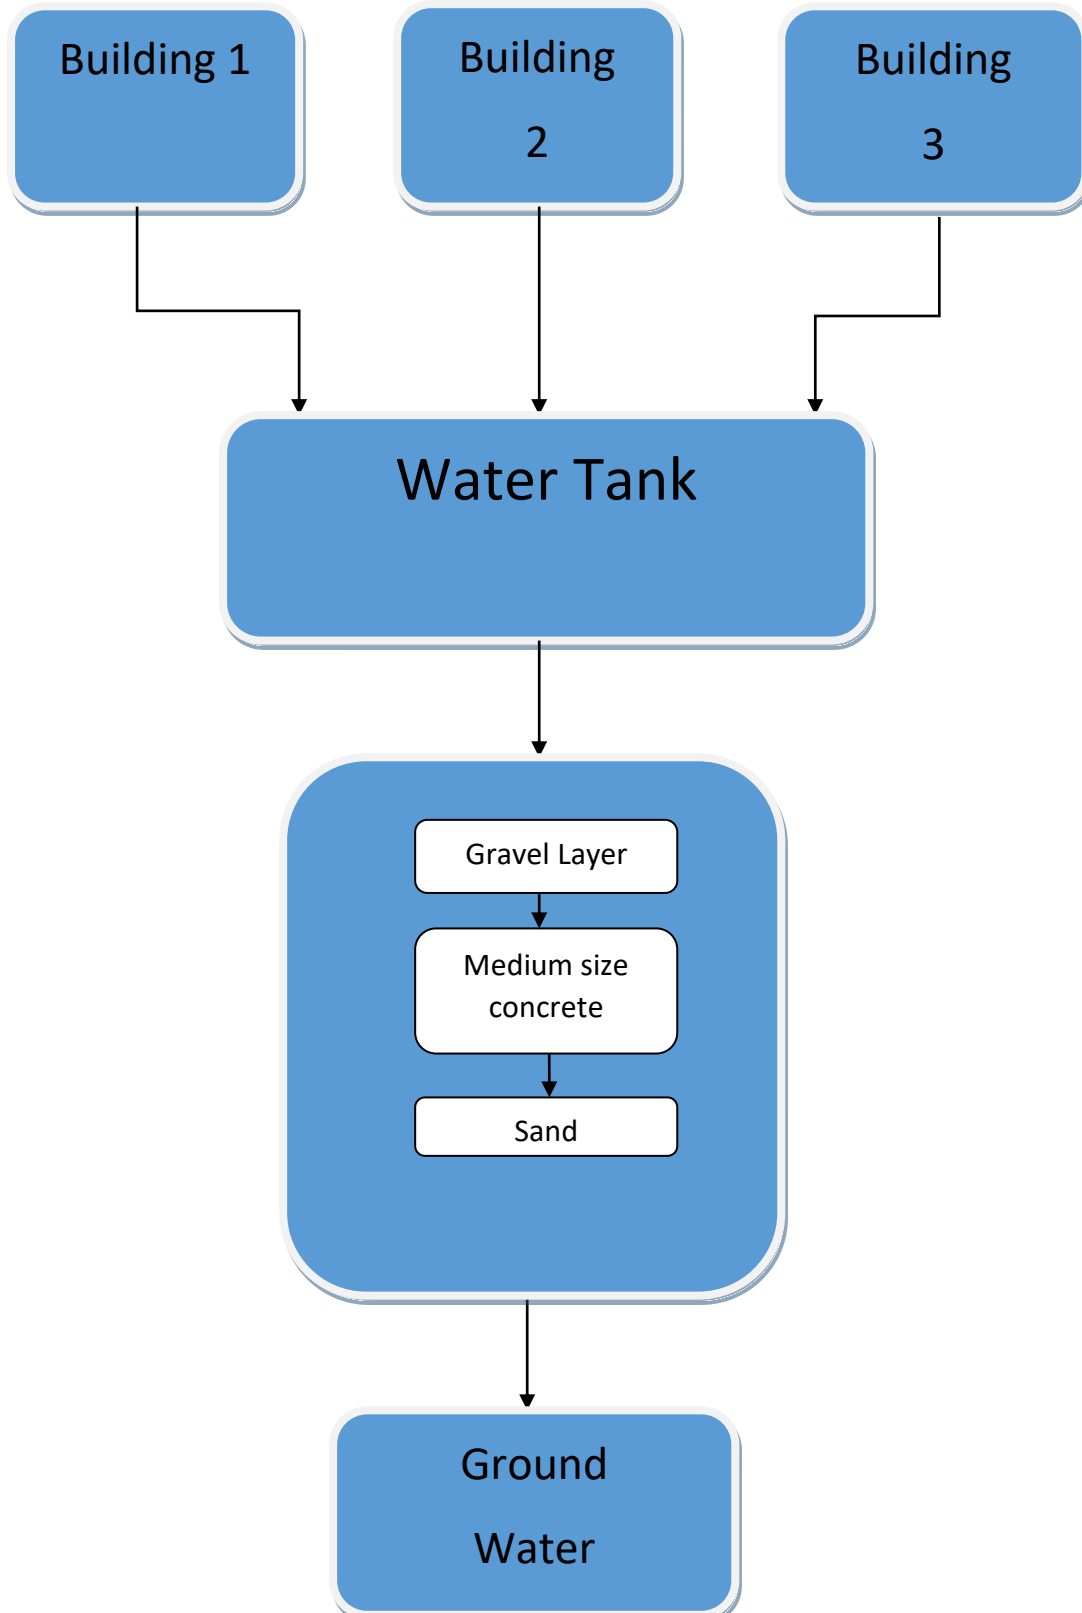 Building 1
Building
2
Building
3
Water Tank
Gravel Layer
Medium size
concrete
Sand
Ground
Water